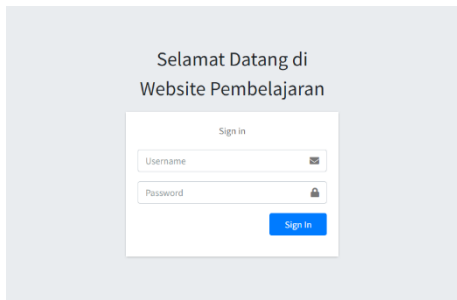 Selamat Datang di
Website Pembelajaran
Sign in
Username
Password
Sign In